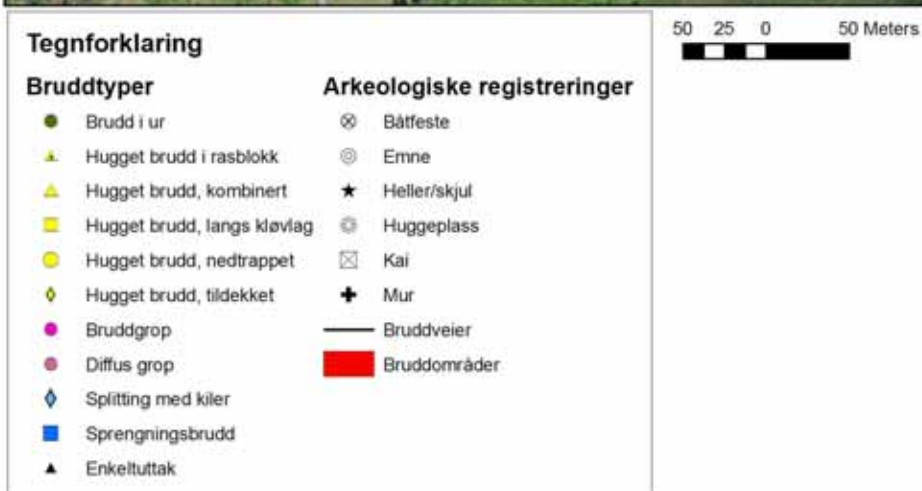 Tegnforklaring
Bruddtyper
Brudd i ur
Hugget brudd i rasblokk
Hugget brudd, kombinert
Hugget brudd, langs kløvlag
Hugget brudd, nedtrappet
Hugget brudd, tildekket
Bruddgrop
Diffus grop
Splitting med kiler
Sprengningsbrudd
Enkeltuttak
Arkeologiske registreringer
Båtfeste
Emne
Heller/skjul
Huggeplass
Kai
Mur
Bruddveier
Bruddområder
50 25 0 50 Meters